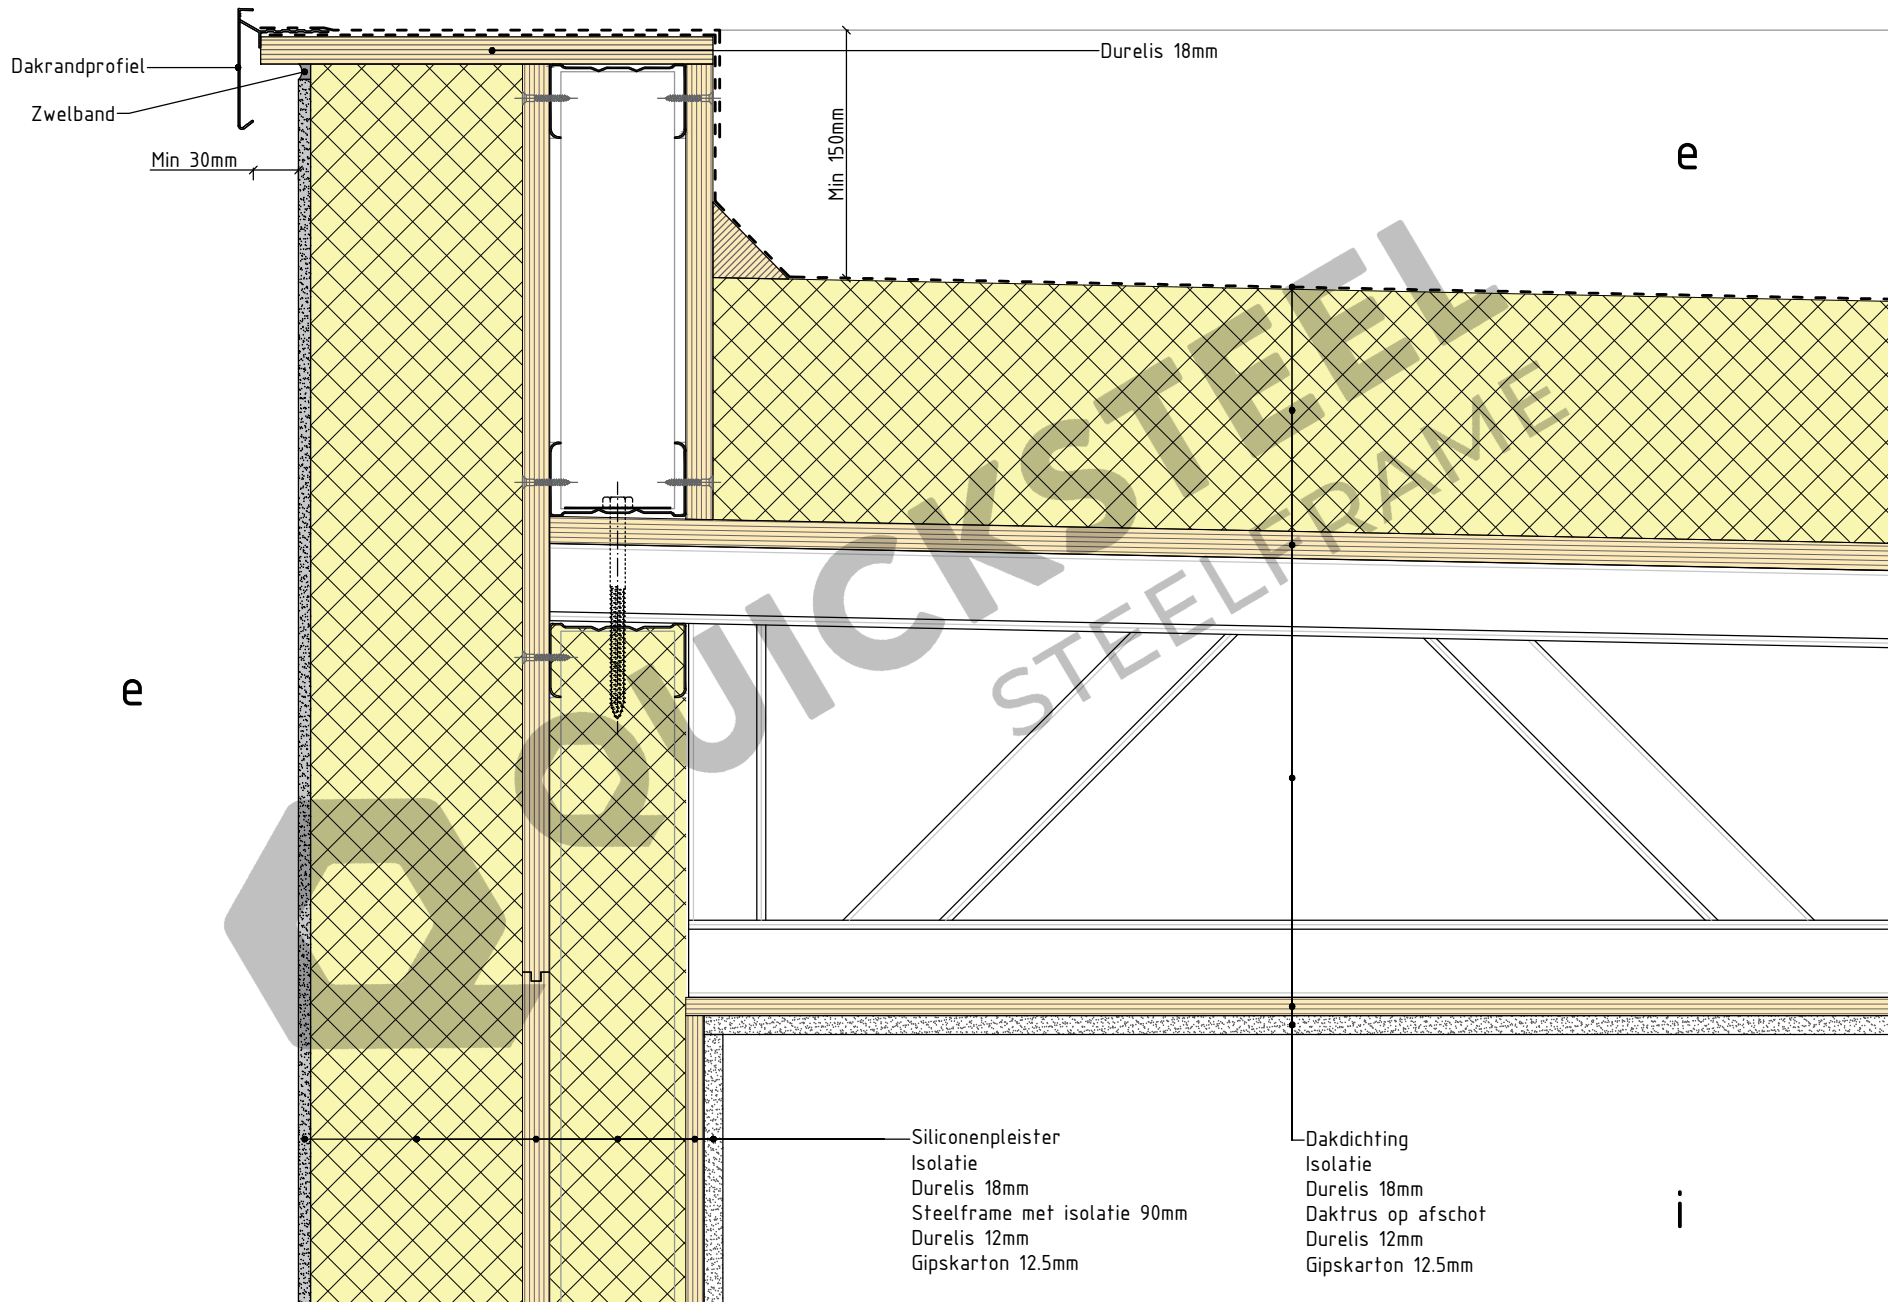 Dakrandprofiel
Zwelband
Min 30mm
Durelis 18mm
Min 150mm
e
e
QUICKSTEEL
STEELFRAME
Siliconenpleister
Isolatie
Durelis 18mm
Steelframe met isolatie 90mm
Durelis 12mm
Gipskarton 12.5mm
Dakdichting
Isolatie
Durelis 18mm
Daktrus op afschot
Durelis 12mm
Gipskarton 12.5mm
i